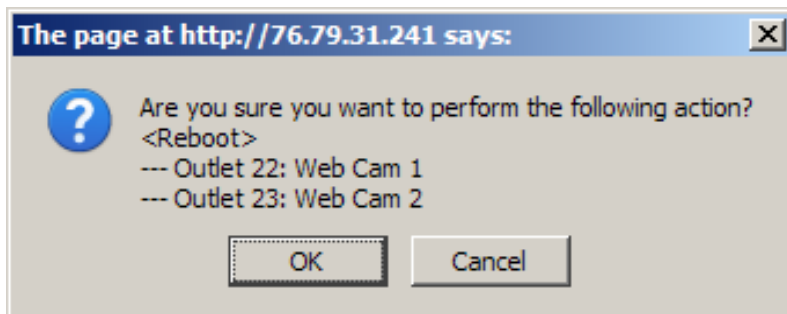 The page at http://76.79.31.241 says:
Are you sure you want to perform the following action?
<Reboot>
--- Outlet 22: Web Cam 1
--- Outlet 23: Web Cam 2
OK
Cancel